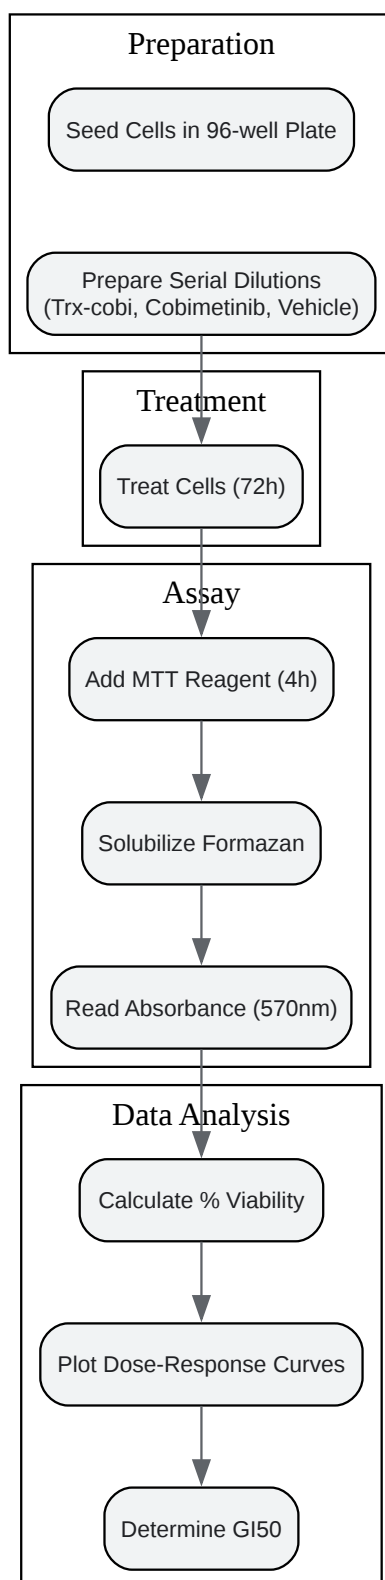 Preparation
Seed Cells in 96-well Plate
Prepare Serial Dilutions
(Trx-cobi, Cobimetinib, Vehicle)
Treatment
Treat Cells (72h)
Assay
Add MTT Reagent (4h)
Solubilize Formazan
Read Absorbance (570nm)
Data Analysis
Calculate % Viability
Plot Dose-Response Curves
Determine GI50